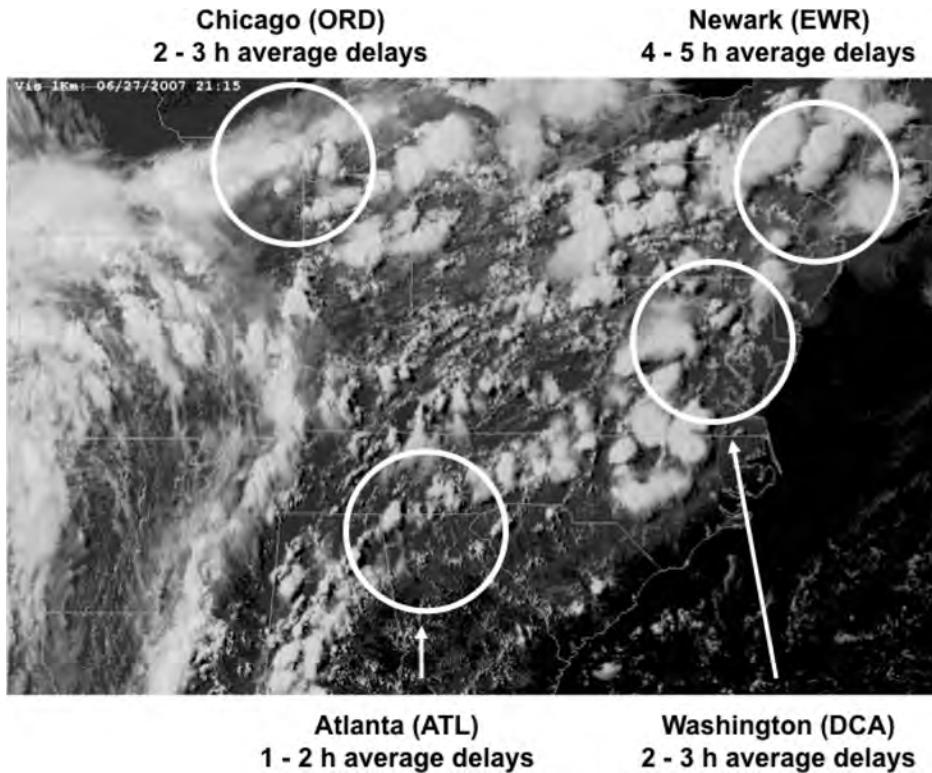 Chicago (ORD)
2 - 3 h average delays
Newark (EWR)
4 - 5 h average delays
Vis 1Km: 06/27/2007 21:15
Atlanta (ATL)
1 - 2 h average delays
Washington (DCA)
2 - 3 h average delays